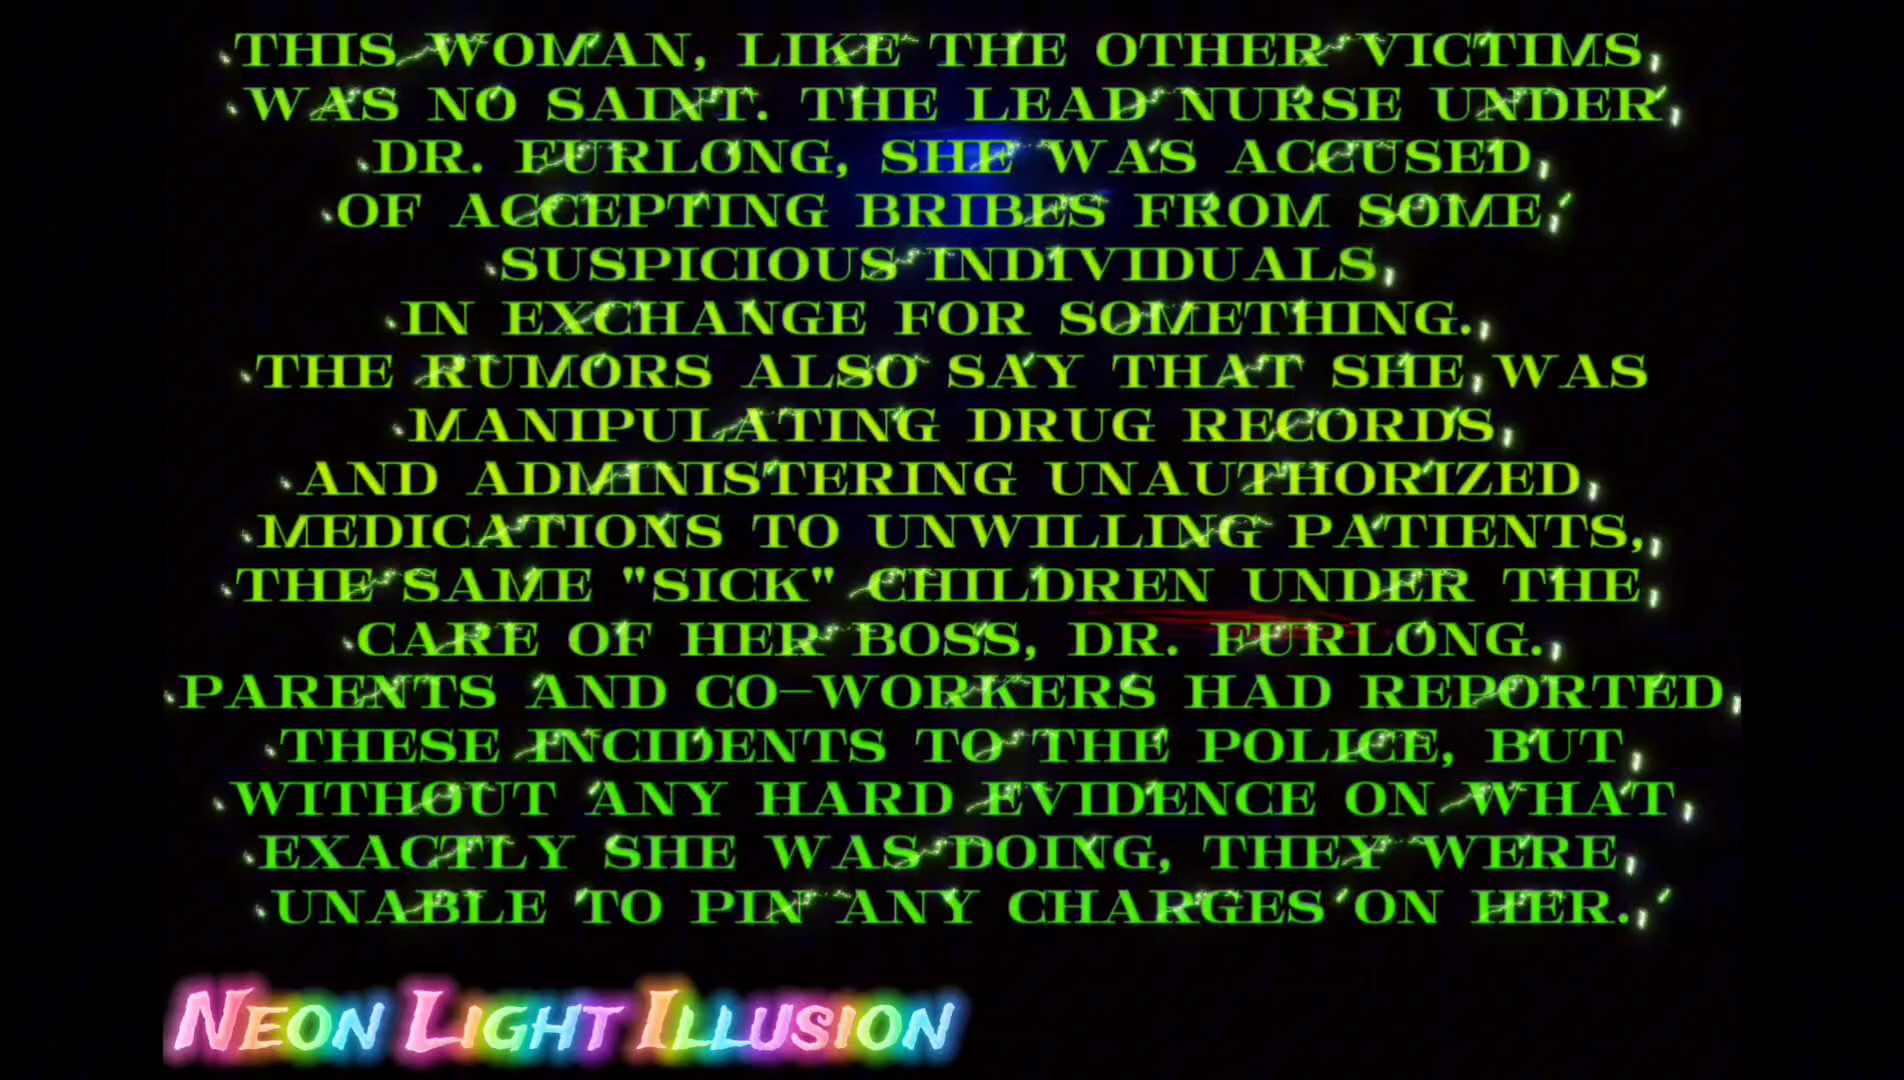 THIS WOMAN, LIKE THE OTHER VICTIMS
WAS NO SAINT. THE LEAD NURSE UNDER
DR. FURLONG, SHE WAS ACCUSED
OF ACCEPTING BRIBES FROM SOME
SUSPICIOUS INDIVIDUALS
IN EXCHANGE FOR SOMETHING.
THE RUMORS ALSO SAY THAT SHE WAS
MANIPULATING DRUG RECORDS
AND ADMINISTERING UNAUTHORIZED
MEDICATIONS TO UNWILLING PATIENTS,
THE SAME "SICK" CHILDREN UNDER THE
CARE OF HER BOSS, DR. FURLONG.
PARENTS AND CO-WORKERS HAD REPORTED
THESE INCIDENTS TO THE POLICE, BUT
WITHOUT ANY HARD EVIDENCE ON WHAT
EXACTLY SHE WAS DOING, THEY WERE
UNABLE TO PIN ANY CHARGES ON HER.
NEON LIGHT ILLUSION